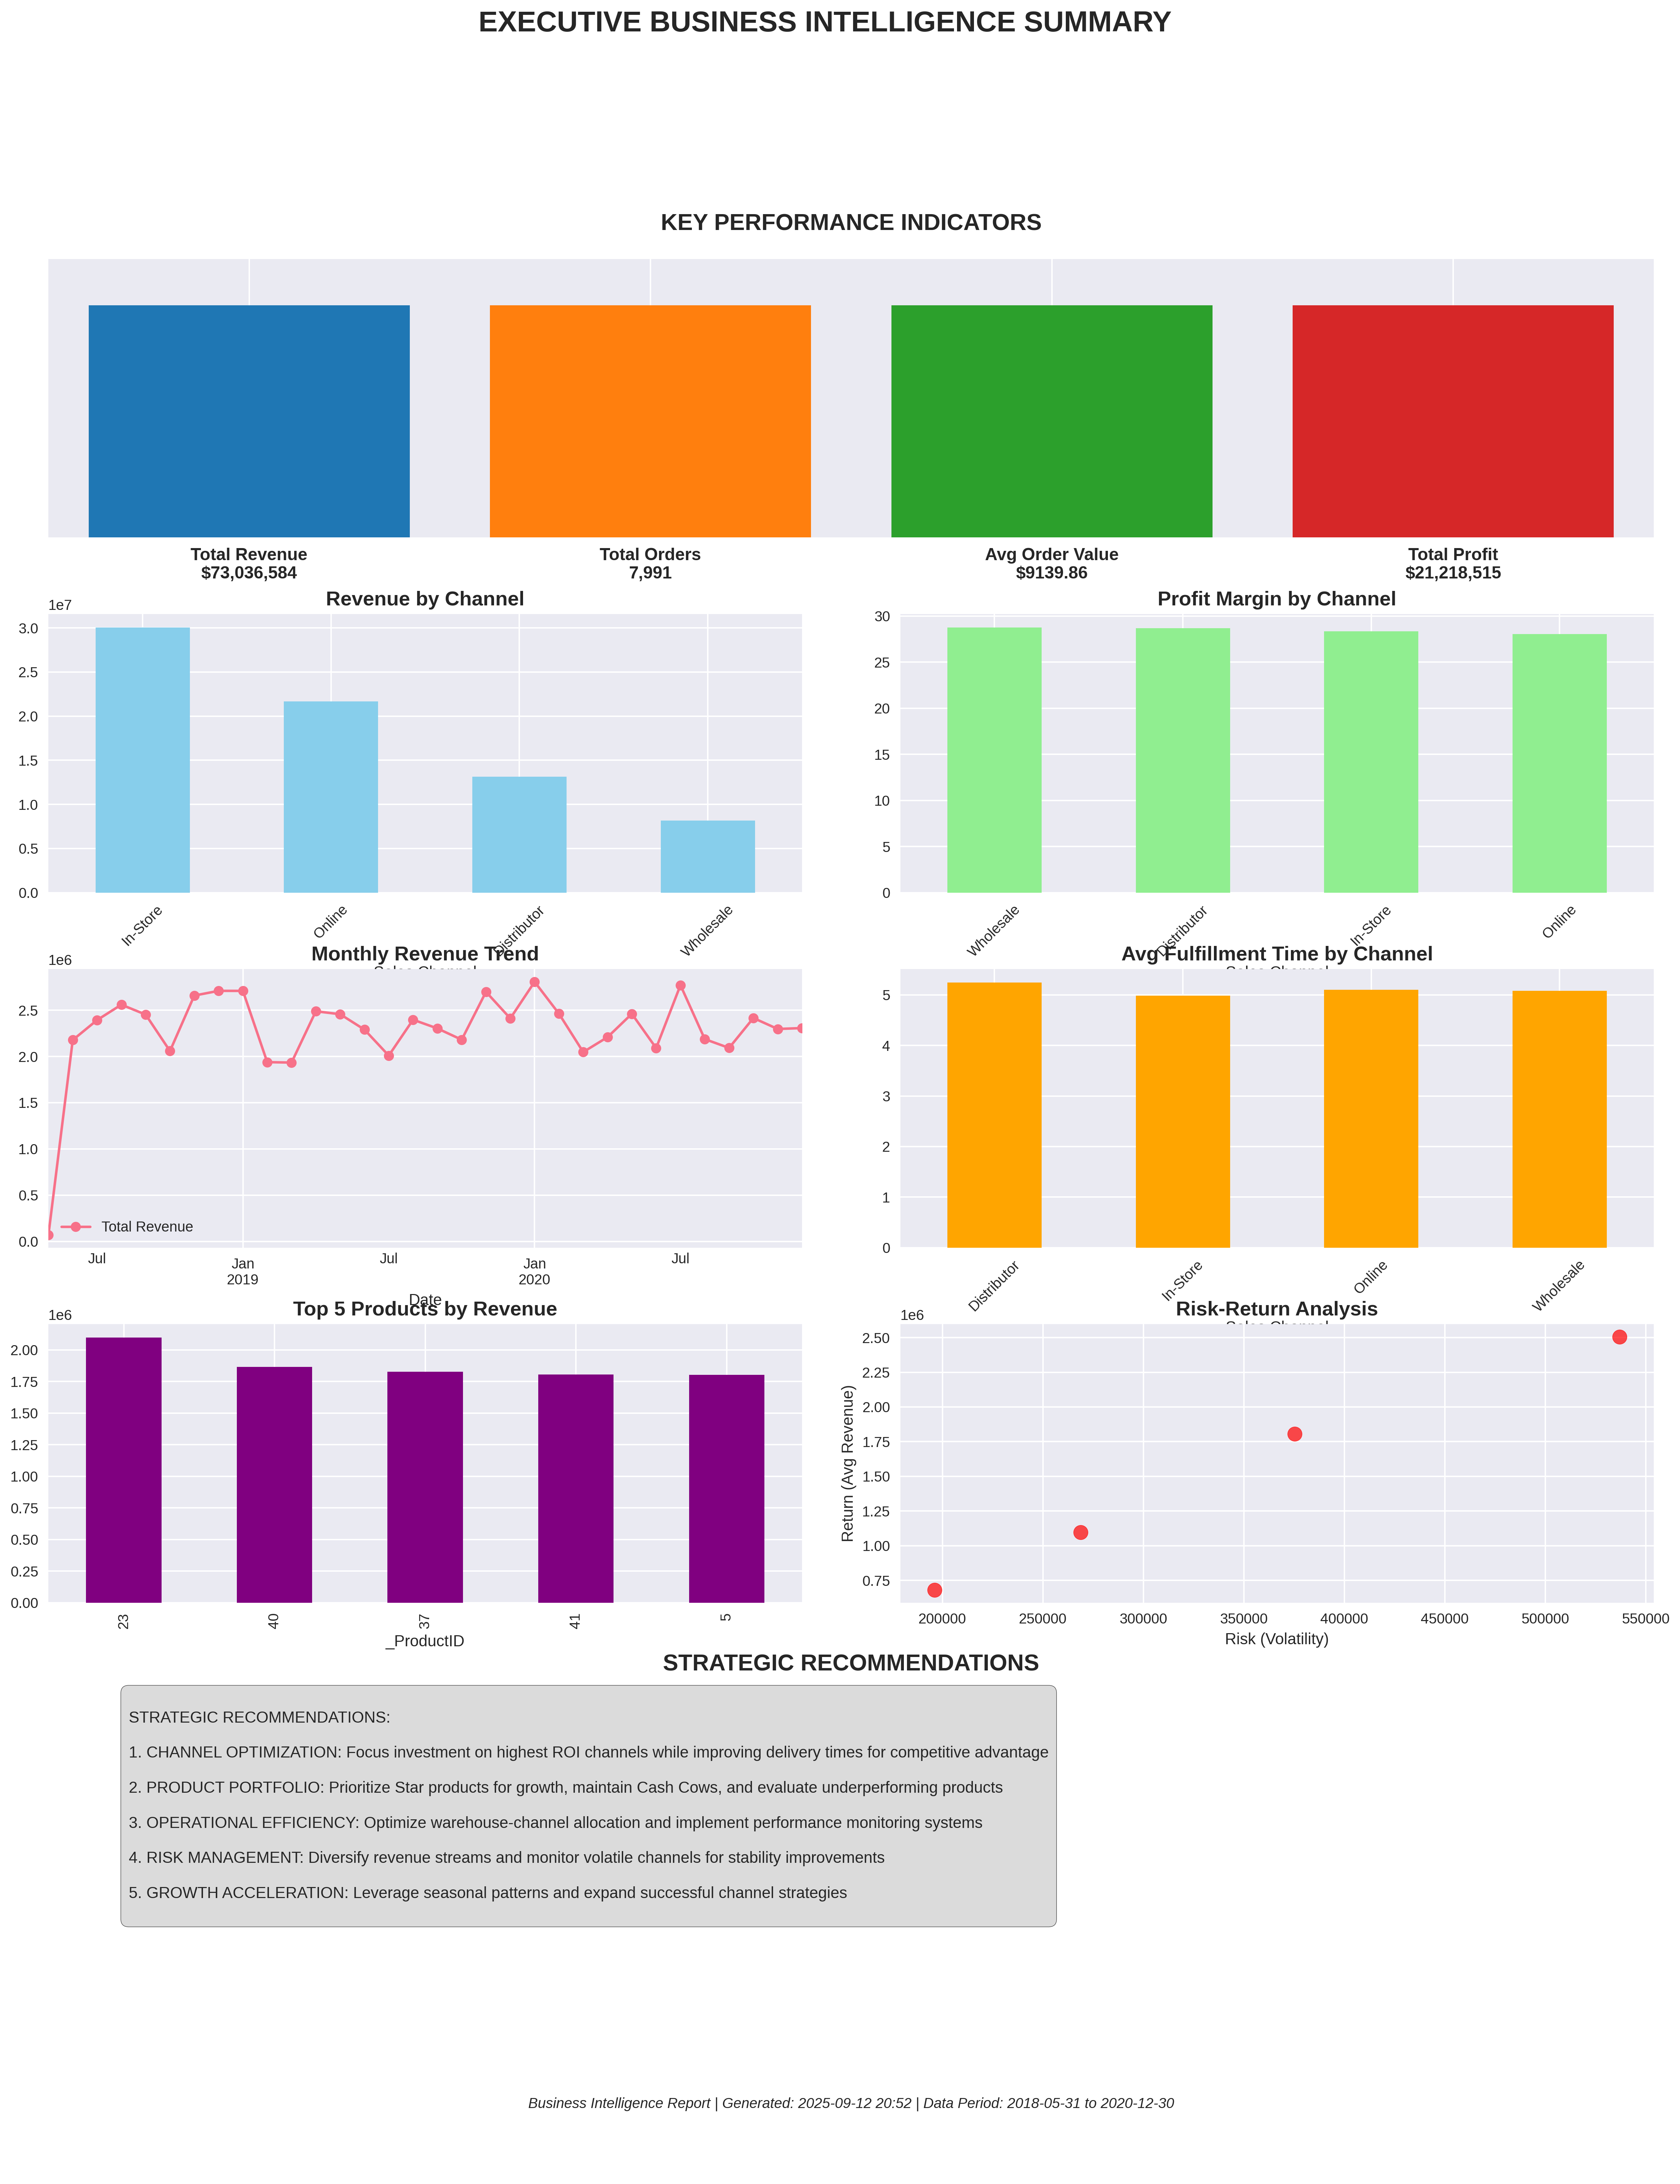 EXECUTIVE BUSINESS INTELLIGENCE SUMMARY
KEY PERFORMANCE INDICATORS
Total Revenue
$73,036,584
Total Orders
7,991
Avg Order Value
$9139.86
Total Profit
$21,218,515
Revenue by Channel
1e7
3.0
2.5
2.0
1.5
1.0
0.5
0.0
In-Store
Online
Distributor
Wholesale
Sales Channel
Profit Margin by Channel
30
25
20
15
10
5
0
Wholesale
Distributor
In-Store
Online
Sales Channel
Monthly Revenue Trend
1e6
2.5
2.0
1.5
1.0
0.5
0.0
Total Revenue
Jul
Jan
2019
Jul
Jan
2020
Jul
Date
Avg Fulfillment Time by Channel
5
4
3
2
1
0
Distributor
In-Store
Online
Wholesale
Sales Channel
Top 5 Products by Revenue
1e6
2.00
1.75
1.50
1.25
1.00
0.75
0.50
0.25
0.00
23
40
37
41
5
_ProductID
Risk-Return Analysis
1e6
Return (Avg Revenue)
2.50
2.25
2.00
1.75
1.50
1.25
1.00
0.75
200000
250000
300000
350000
400000
450000
500000
550000
Risk (Volatility)
STRATEGIC RECOMMENDATIONS
STRATEGIC RECOMMENDATIONS:
1. CHANNEL OPTIMIZATION: Focus investment on highest ROI channels while improving delivery times for competitive advantage
2. PRODUCT PORTFOLIO: Prioritize Star products for growth, maintain Cash Cows, and evaluate underperforming products
3. OPERATIONAL EFFICIENCY: Optimize warehouse-channel allocation and implement performance monitoring systems
4. RISK MANAGEMENT: Diversify revenue streams and monitor volatile channels for stability improvements
5. GROWTH ACCELERATION: Leverage seasonal patterns and expand successful channel strategies
Business Intelligence Report | Generated: 2025-09-12 20:52 | Data Period: 2018-05-31 to 2020-12-30